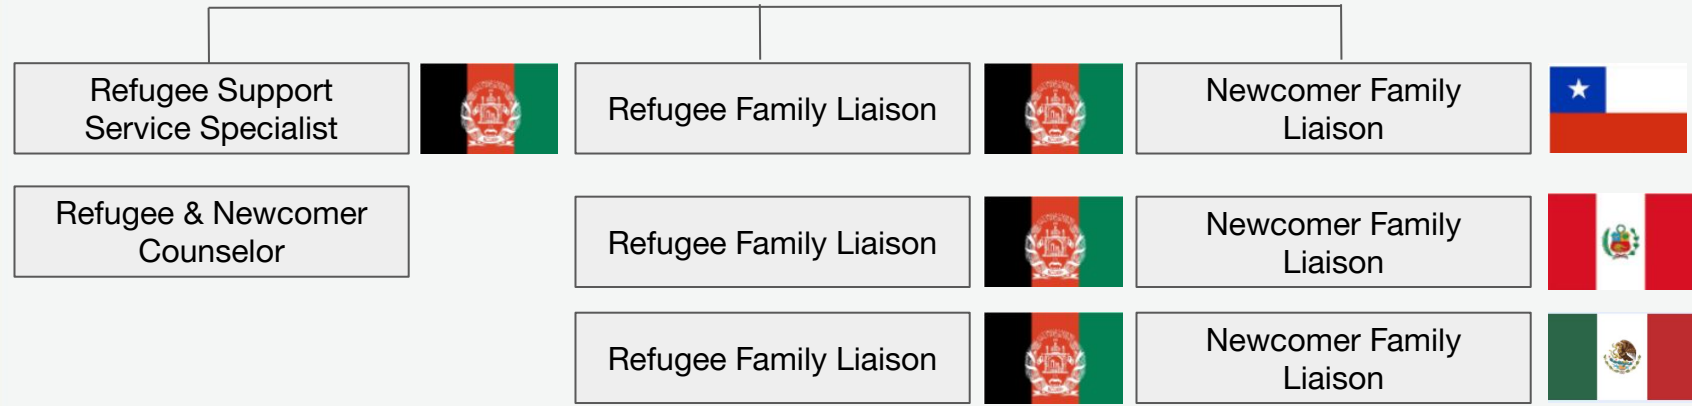 Refugee Support
Service Specialist
Refugee Family Liaison
Newcomer Family
Liaison
Refugee & Newcomer
Counselor
Refugee Family Liaison
Newcomer Family
Liaison
Refugee Family Liaison
Newcomer Family
Liaison